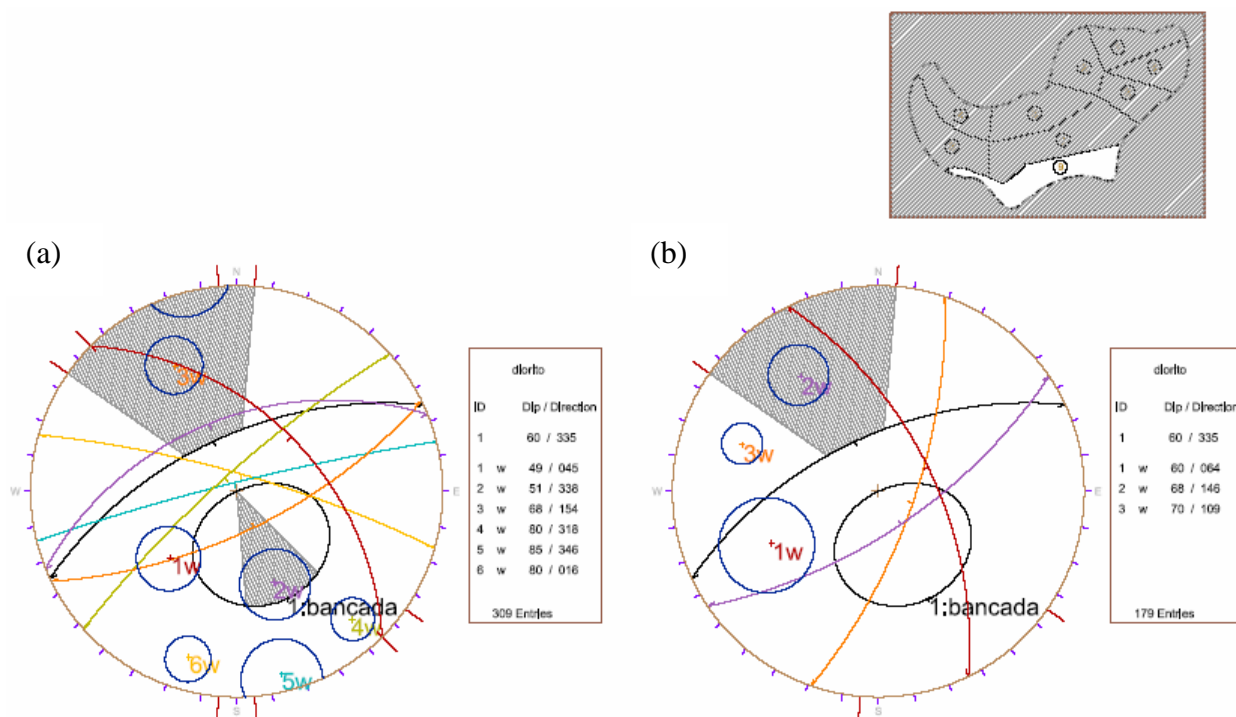 (a)
(b)
N
W
E
S
3w
1w
2w
1:bancada
4w
6w
5w
diorito
ID Dip / Direction
1 60 / 335
1 w 49 / 045
2 w 51 / 338
3 w 68 / 154
4 w 80 / 318
5 w 85 / 346
6 w 80 / 016
309 Entries
N
W
E
S
2w
3w
1w
1:bancada
diorito
ID Dip / Direction
1 60 / 335
1 w 60 / 064
2 w 68 / 146
3 w 70 / 109
179 Entries